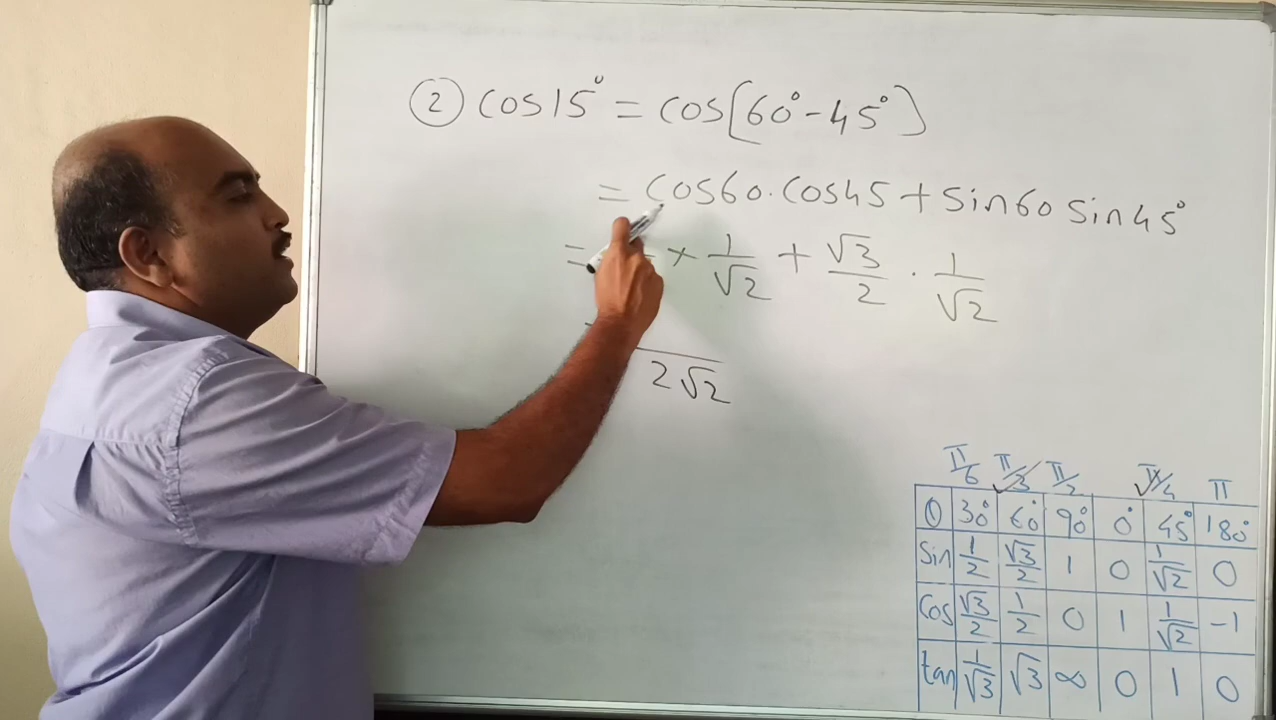 ② cos15° = cos[60° - 45°]
= cos60 . cos45 + sin60 sin45°
= × 1/√2 + √3/2 . 1/√2
2√2
π/6 π/3 π/2 π/4 π
θ 30° 60° 90° 0° 45° 180°
Sin 1/2 √3/2 1 0 1/√2 0
Cos √3/2 1/2 0 1 1/√2 -1
tan 1/√3 √3 ∞ 0 1 0